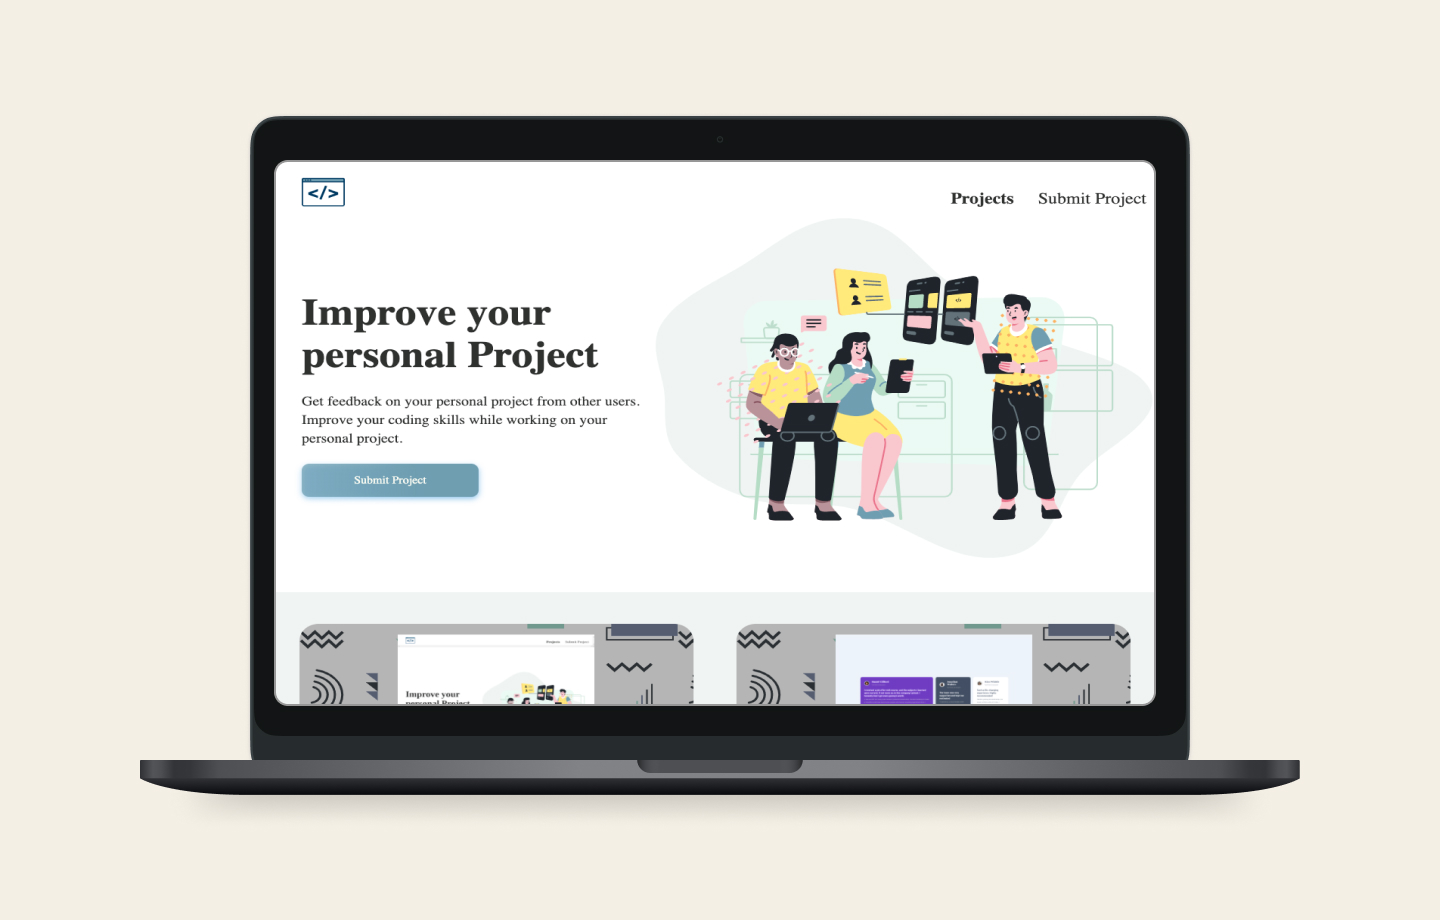 </>
Projects Submit Project
Improve your
personal Project
Get feedback on your personal project from other users.
Improve your coding skills while working on your
personal project.
Submit Project
</>
Projects Submit Project
Improve your
personal Project